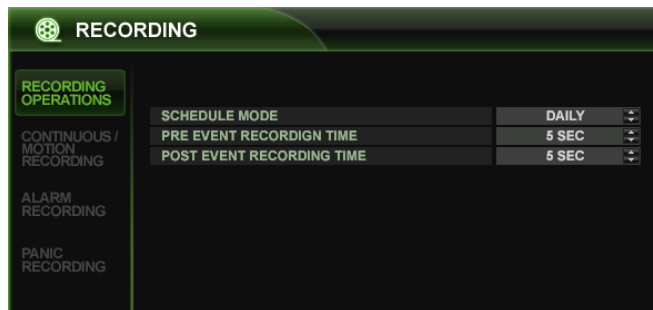 RECORDING
RECORDING
OPERATIONS
CONTINUOUS /
MOTION
RECORDING
ALARM
RECORDING
PANIC
RECORDING
SCHEDULE MODE DAILY
PRE EVENT RECORDIGN TIME 5 SEC
POST EVENT RECORDING TIME 5 SEC